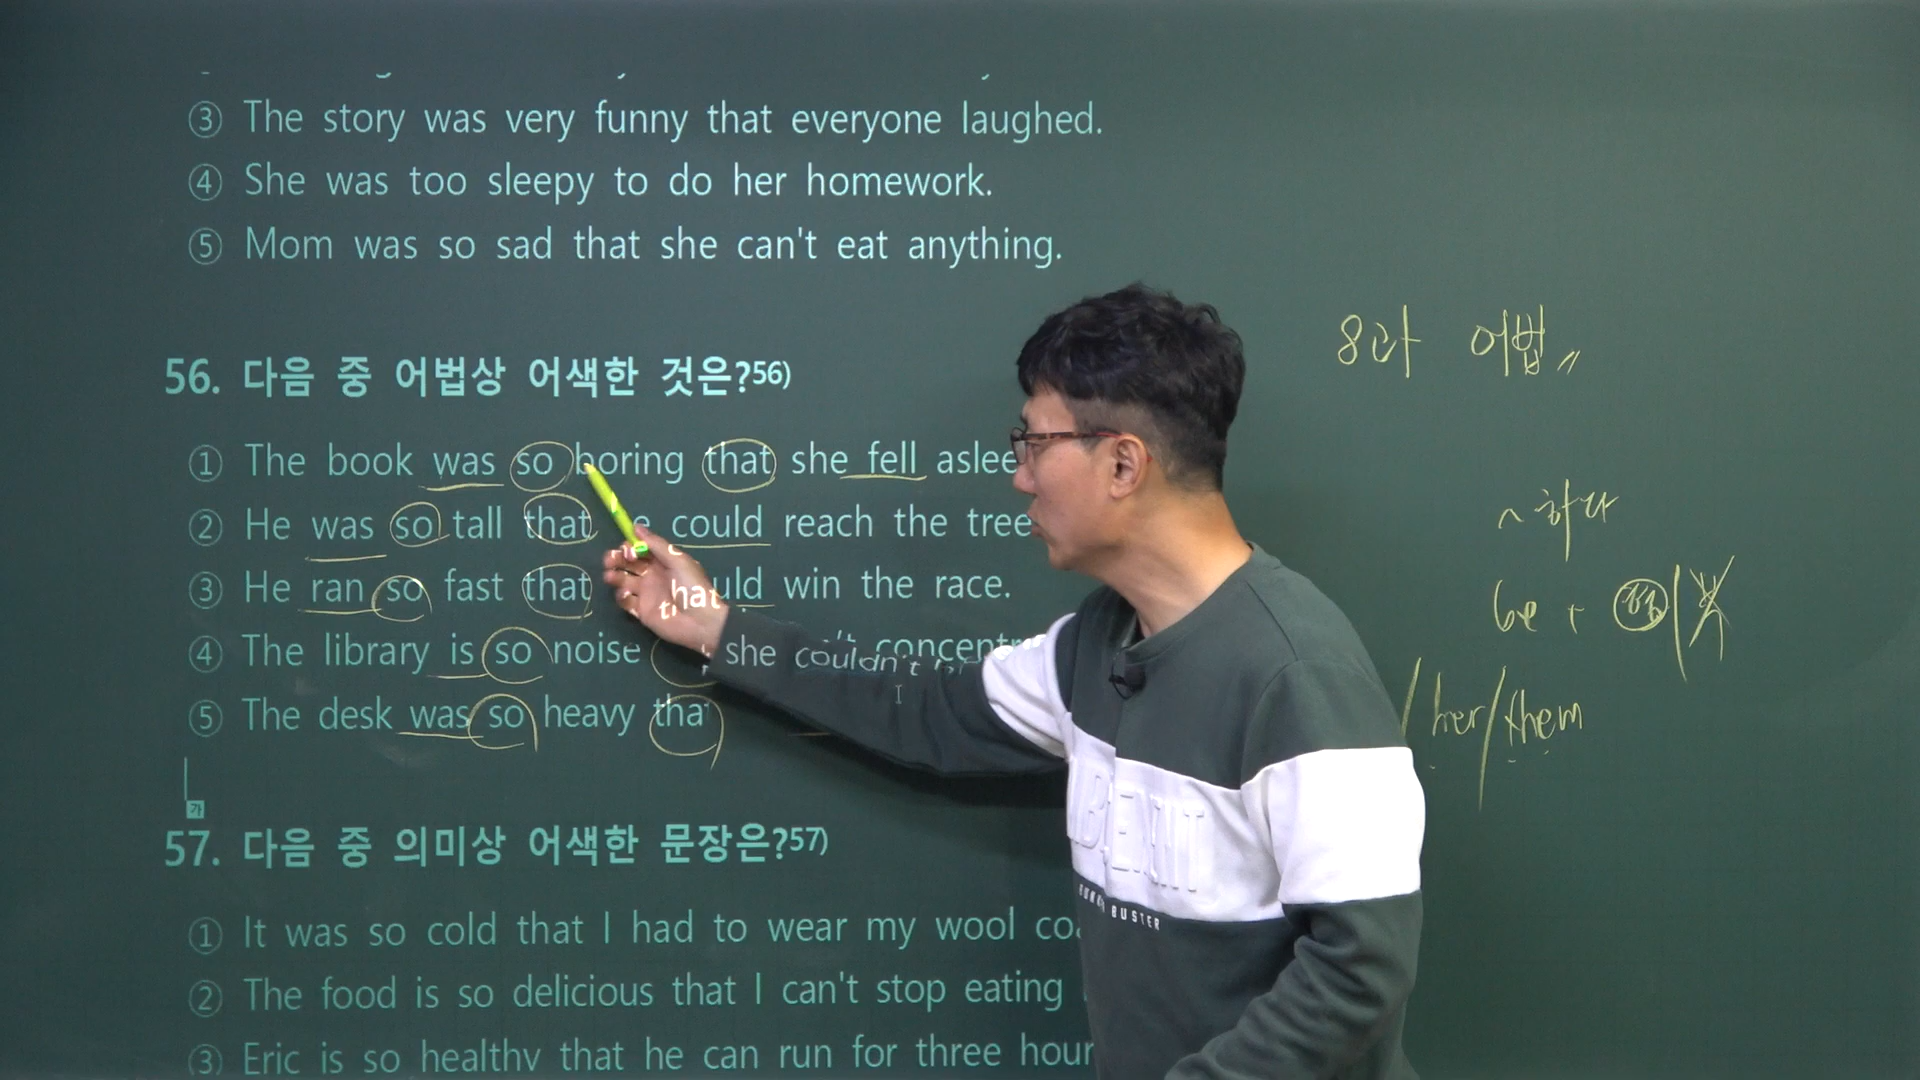 ③ The story was very funny that everyone laughed.
④ She was too sleepy to do her homework.
⑤ Mom was so sad that she can't eat anything.
56. 다음 중 어법상 어색한 것은?56)
① The book was so boring that she fell aslee
② He was so tall that he could reach the tree
③ He ran so fast that could win the race.
④ The library is so noise she couldn't concentr
⑤ The desk was so heavy that
가
57. 다음 중 의미상 어색한 문장은?57)
① It was so cold that I had to wear my wool coa
② The food is so delicious that I can't stop eating
③ Eric is so healthy that he can run for three hour
8과 어법
~하다
be +
her/them
BUSTER